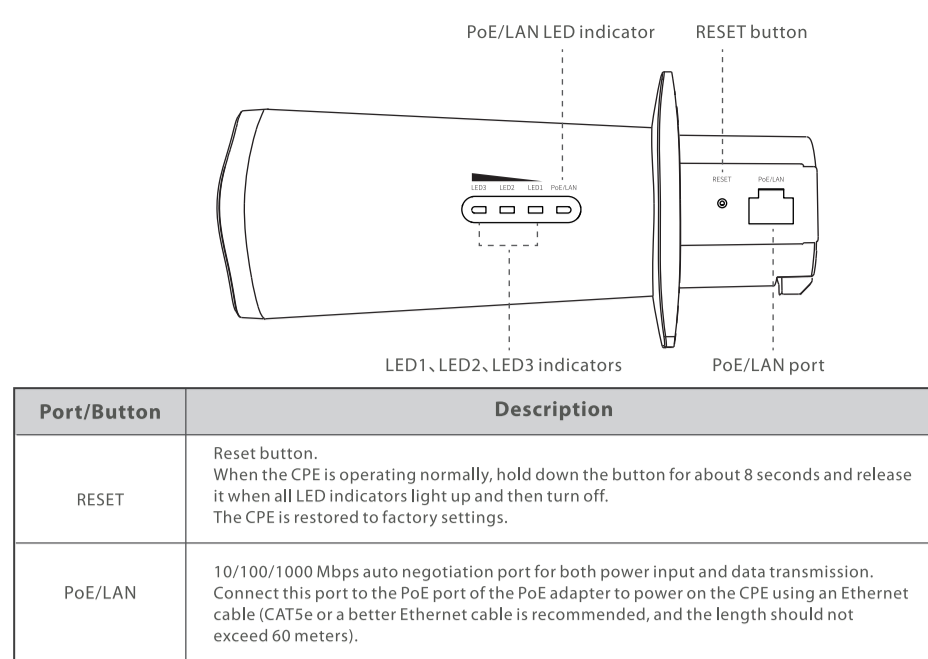 PoE/LAN LED indicator RESET button
RESET PoE/LAN
LED3 LED2 LED1 PoE/LAN
LED1、LED2、LED3 indicators PoE/LAN port
Port/Button Description
Reset button.
When the CPE is operating normally, hold down the button for about 8 seconds and release
it when all LED indicators light up and then turn off.
The CPE is restored to factory settings.
RESET
10/100/1000 Mbps auto negotiation port for both power input and data transmission.
Connect this port to the PoE port of the PoE adapter to power on the CPE using an Ethernet
cable (CAT5e or a better Ethernet cable is recommended, and the length should not
exceed 60 meters).
PoE/LAN